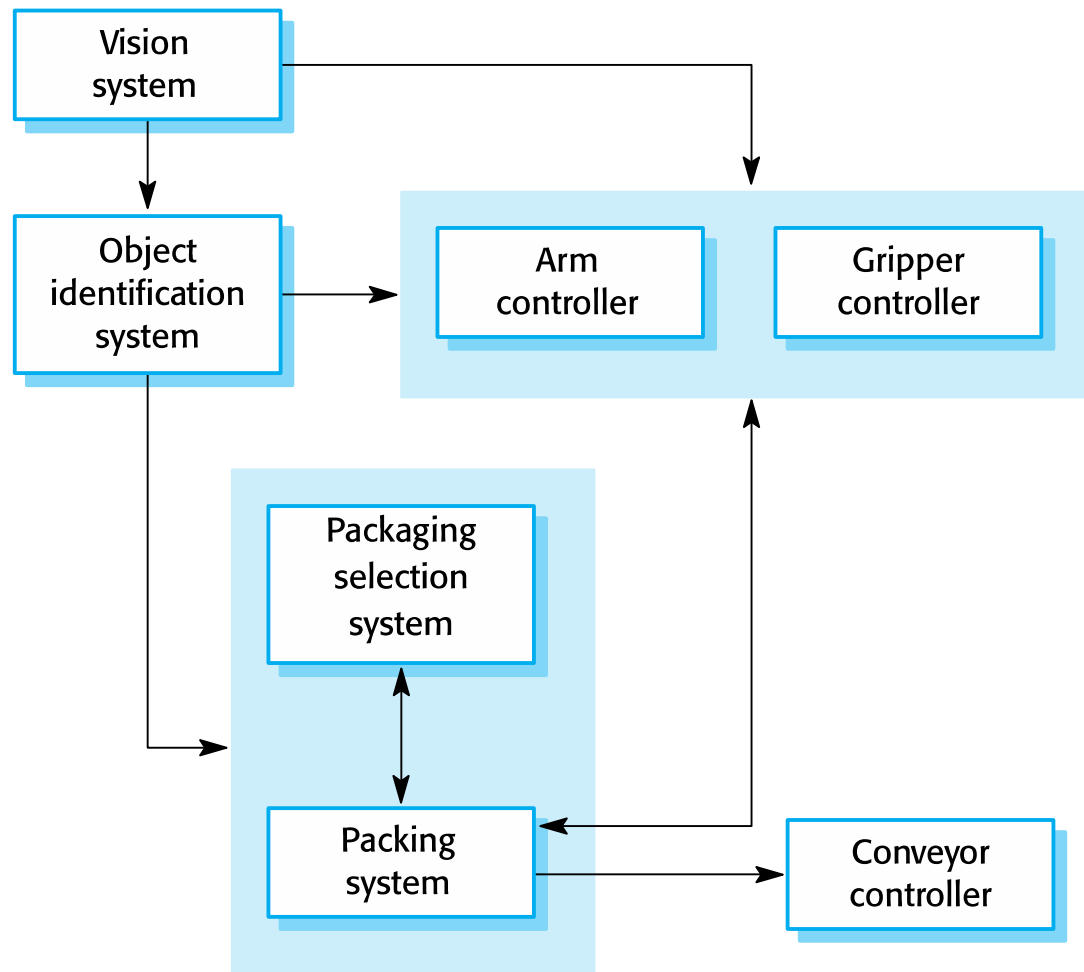 Vision
system
Object
identification
system
Arm
controller
Gripper
controller
Packaging
selection
system
Packing
system
Conveyor
controller